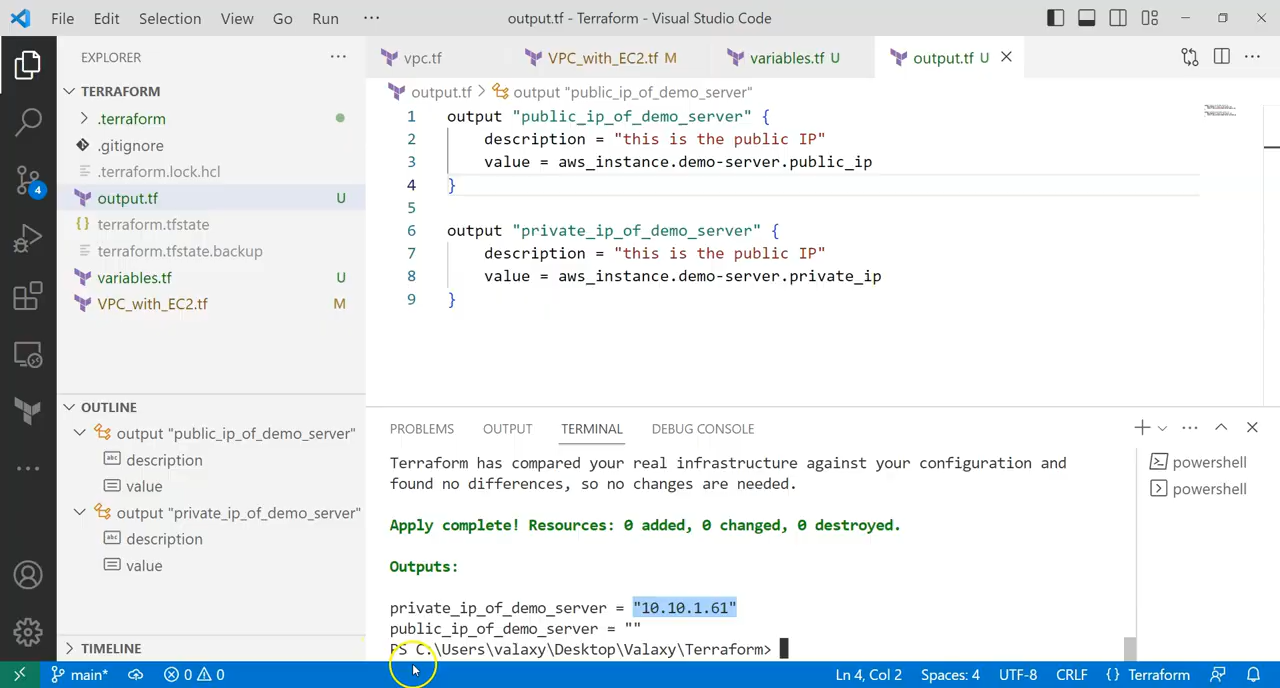 File Edit Selection View Go Run ··· output.tf - Terraform - Visual Studio Code
EXPLORER ···
TERRAFORM
.terraform
.gitignore
.terraform.lock.hcl
output.tf U
terraform.tfstate
terraform.tfstate.backup
variables.tf U
VPC_with_EC2.tf M
4
OUTLINE
output "public_ip_of_demo_server"
description
value
output "private_ip_of_demo_server"
description
value
TIMELINE
vpc.tf VPC_with_EC2.tf M variables.tf U output.tf U
output.tf > output "public_ip_of_demo_server"
1 output "public_ip_of_demo_server" {
2 description = "this is the public IP"
3 value = aws_instance.demo-server.public_ip
4 }
5
6 output "private_ip_of_demo_server" {
7 description = "this is the public IP"
8 value = aws_instance.demo-server.private_ip
9 }
PROBLEMS OUTPUT TERMINAL DEBUG CONSOLE
Terraform has compared your real infrastructure against your configuration and
found no differences, so no changes are needed.
Apply complete! Resources: 0 added, 0 changed, 0 destroyed.
Outputs:
private_ip_of_demo_server = "10.10.1.61"
public_ip_of_demo_server = ""
PS C:\Users\valaxy\Desktop\Valaxy\Terraform>
powershell
powershell
main* 0 0 Ln 4, Col 2 Spaces: 4 UTF-8 CRLF {} Terraform